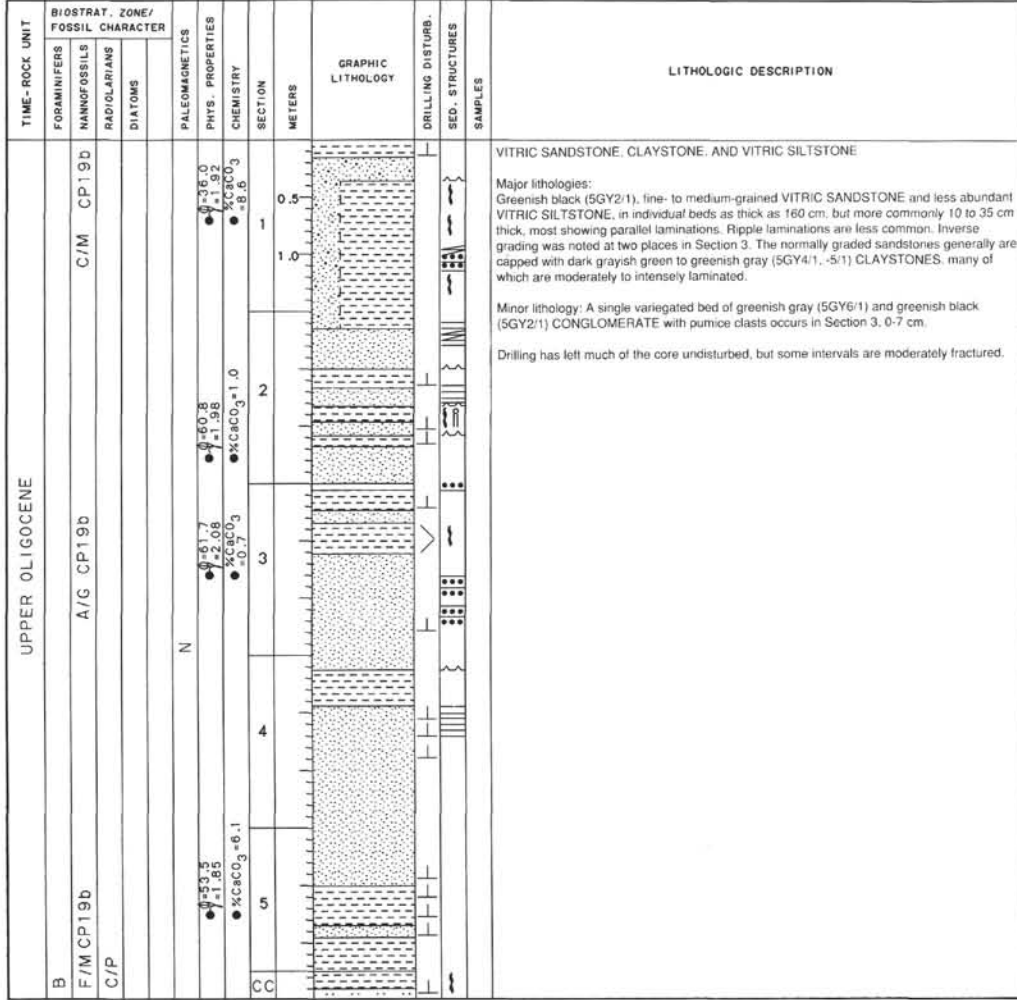 TIME-ROCK UNIT
BIOSTRAT. ZONE/
FOSSIL CHARACTER
FORAMINIFERS
NANNOFOSSILS
RADIOLARIANS
DIATOMS
PALEOMAGNETICS
PHYS. PROPERTIES
CHEMISTRY
SECTION
METERS
GRAPHIC
LITHOLOGY
DRILLING DISTURB.
SED. STRUCTURES
SAMPLES
LITHOLOGIC DESCRIPTION
UPPER OLIGOCENE
B
C/M CP19b
A/G CP19b
F/M CP19b
C/P
N
φ=36.0
γ=1.92
φ=60.8
γ=1.98
φ=61.7
γ=2.08
φ=53.5
γ=1.85
%CaCO₃
=8.6
%CaCO₃=1.0
%CaCO₃
=0.7
%CaCO₃=6.1
1
2
3
4
5
CC
0.5
1.0
VITRIC SANDSTONE, CLAYSTONE, AND VITRIC SILTSTONE
Major lithologies:
Greenish black (5GY2/1), fine- to medium-grained VITRIC SANDSTONE and less abundant
VITRIC SILTSTONE, in individual beds as thick as 160 cm, but more commonly 10 to 35 cm
thick, most showing parallel laminations. Ripple laminations are less common. Inverse
grading was noted at two places in Section 3. The normally graded sandstones generally are
capped with dark grayish green to greenish gray (5GY4/1, -5/1) CLAYSTONES, many of
which are moderately to intensely laminated.
Minor lithology: A single variegated bed of greenish gray (5GY6/1) and greenish black
(5GY2/1) CONGLOMERATE with pumice clasts occurs in Section 3, 0-7 cm.
Drilling has left much of the core undisturbed, but some intervals are moderately fractured.